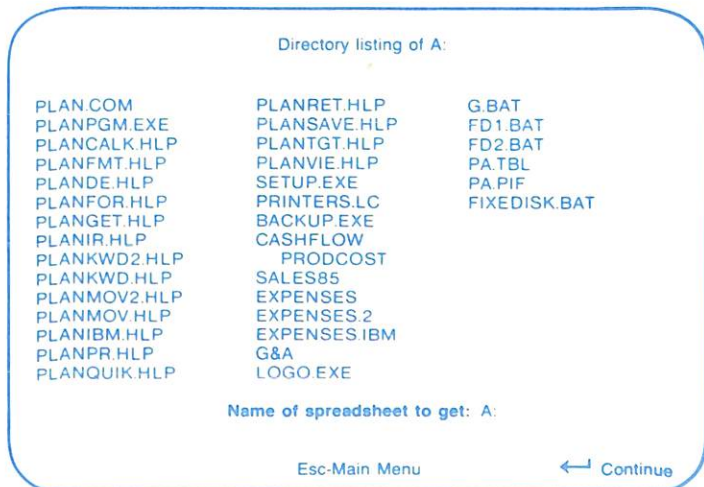 Directory listing of A:
PLAN.COM
PLANPGM.EXE
PLANCALK.HLP
PLANFMT.HLP
PLANDE.HLP
PLANFOR.HLP
PLANGET.HLP
PLANIR.HLP
PLANKWD2.HLP
PLANKWD.HLP
PLANMOV2.HLP
PLANMOV.HLP
PLANIBM.HLP
PLANPR.HLP
PLANQUIK.HLP
PLANRET.HLP
PLANSAVE.HLP
PLANTGT.HLP
PLANVIE.HLP
SETUP.EXE
PRINTERS.LC
BACKUP.EXE
CASHFLOW
PRODCOST
SALES85
EXPENSES
EXPENSES.2
EXPENSES.IBM
G&A
LOGO.EXE
G.BAT
FD1.BAT
FD2.BAT
PA.TBL
PA.PIF
FIXEDISK.BAT
Name of spreadsheet to get: A:
Esc-Main Menu
Continue